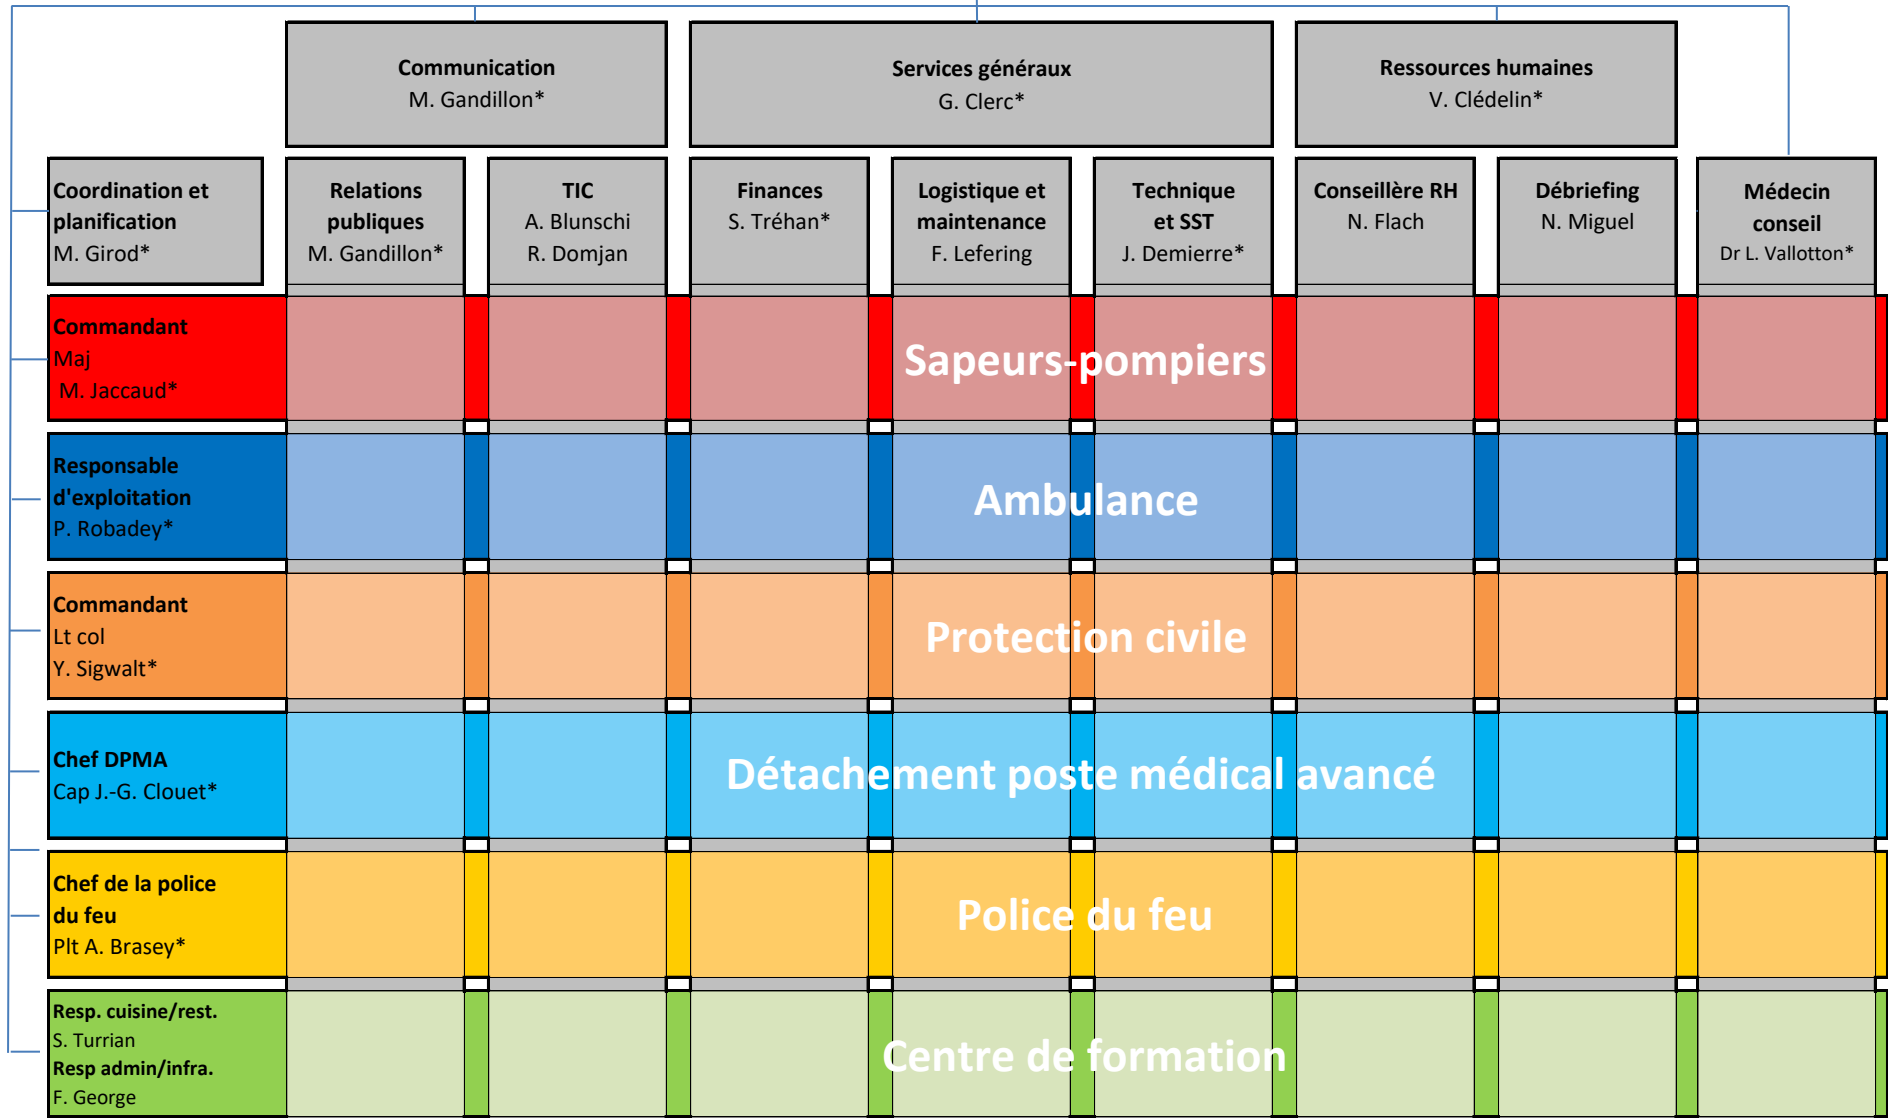 Communication
M. Gandillon*
Services généraux
G. Clerc*
Ressources humaines
V. Clédelin*
Coordination et
planification
M. Girod*
Relations
publiques
M. Gandillon*
TIC
A. Blunschi
R. Domjan
Finances
S. Tréhan*
Logistique et
maintenance
F. Lefering
Technique
et SST
J. Demierre*
Conseillère RH
N. Flach
Débriefing
N. Miguel
Médecin
conseil
Dr L. Vallotton*
Commandant
Maj
M. Jaccaud*
Sapeurs-pompiers
Responsable
d'exploitation
P. Robadey*
Ambulance
Commandant
Lt col
Y. Sigwalt*
Protection civile
Chef DPMA
Cap J.-G. Clouet*
Détachement poste médical avancé
Chef de la police
du feu
Plt A. Brasey*
Police du feu
Resp. cuisine/rest.
S. Turrian
Resp admin/infra.
F. George
Centre de formation